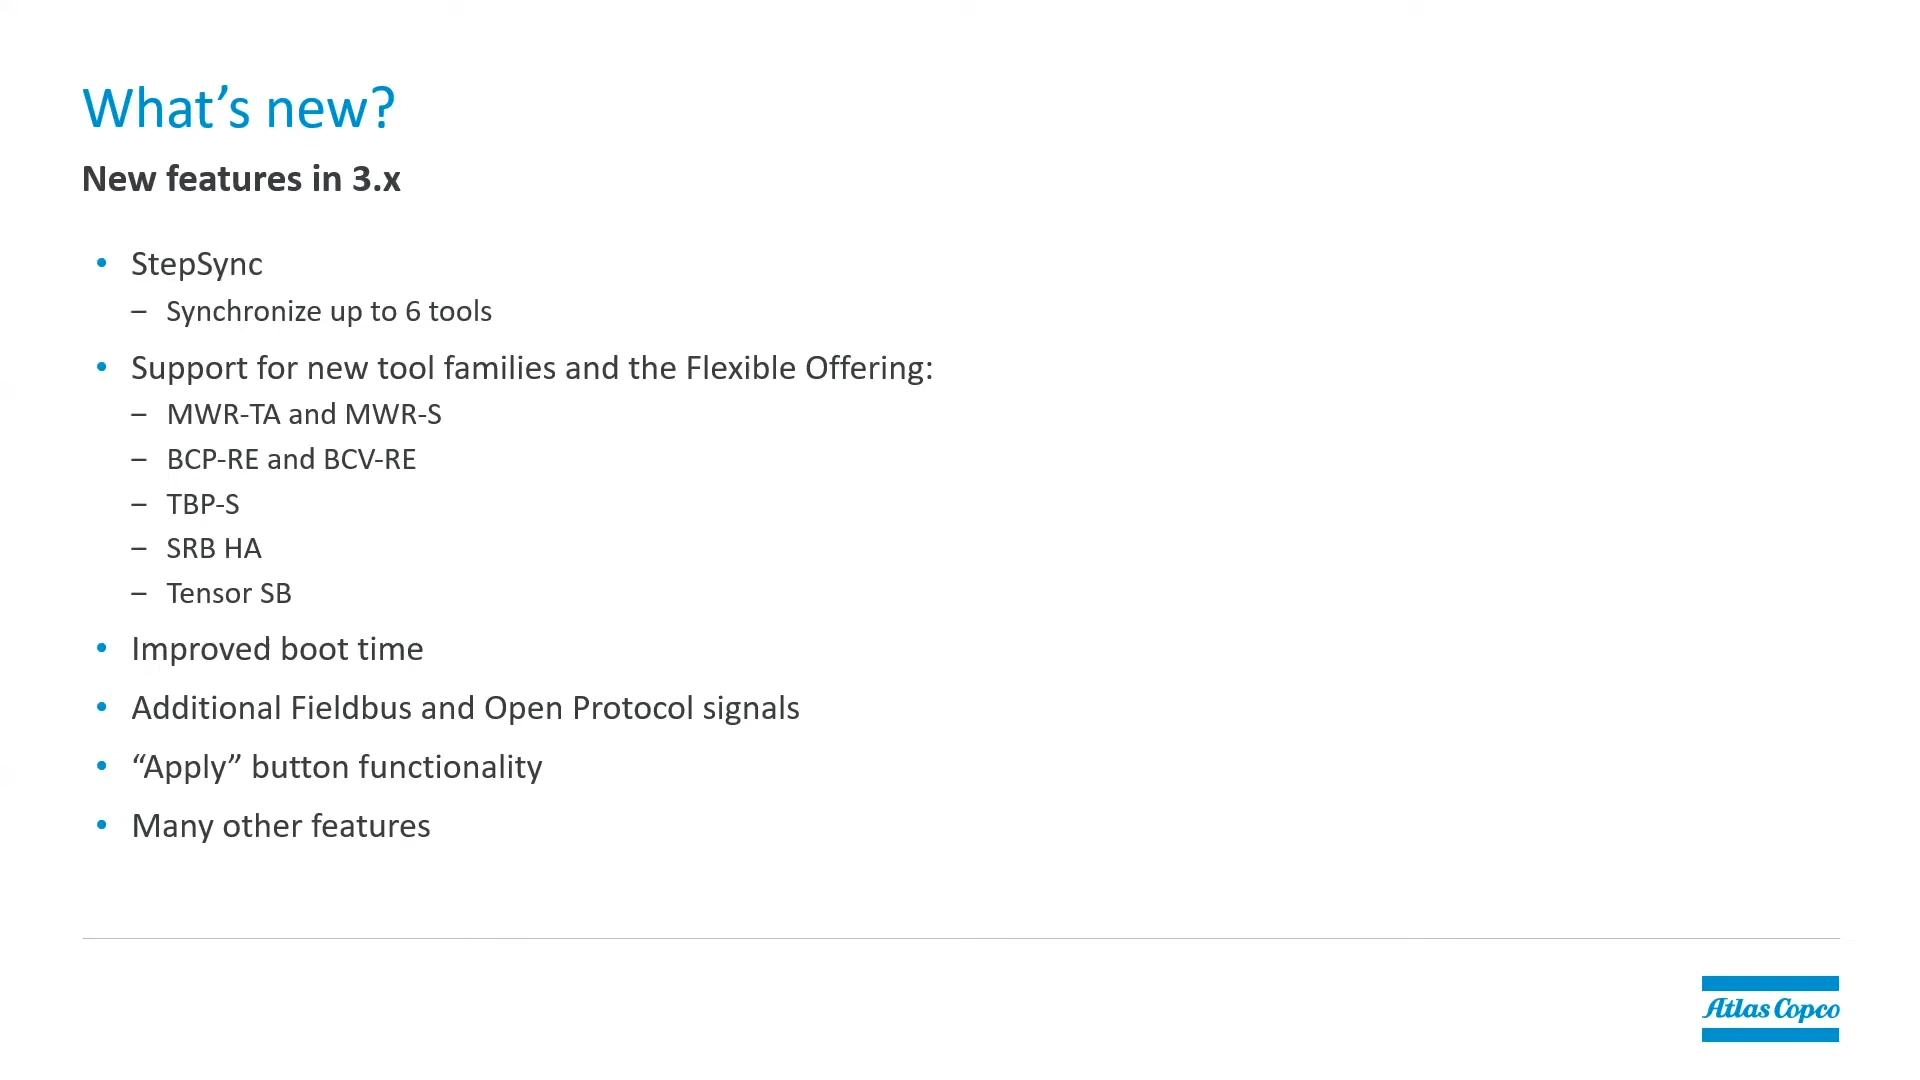 What’s new?
New features in 3.x
• StepSync
– Synchronize up to 6 tools
• Support for new tool families and the Flexible Offering:
– MWR-TA and MWR-S
– BCP-RE and BCV-RE
– TBP-S
– SRB HA
– Tensor SB
• Improved boot time
• Additional Fieldbus and Open Protocol signals
• “Apply” button functionality
• Many other features
Atlas Copco